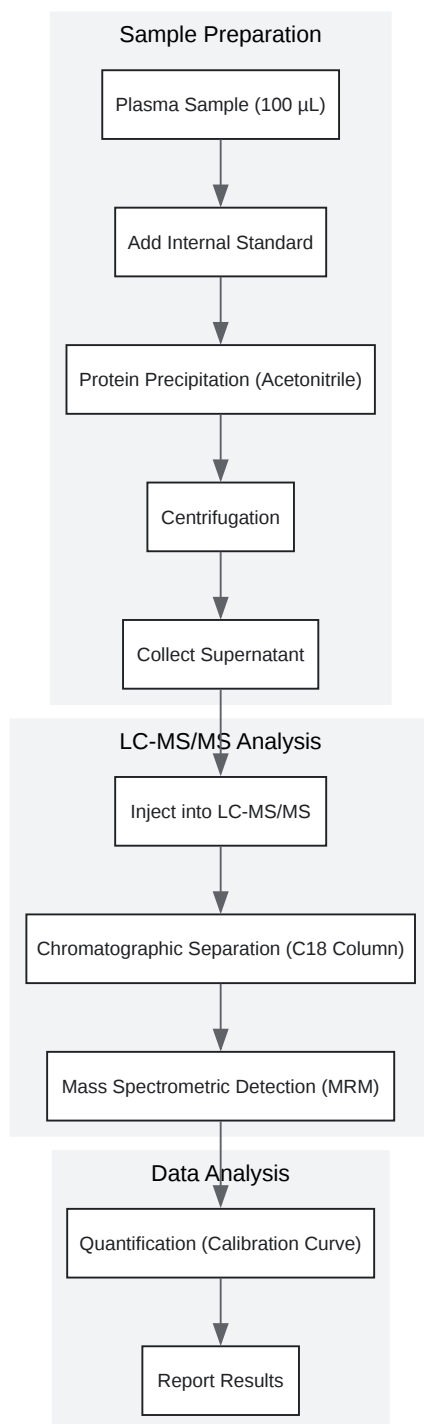 Sample Preparation
Plasma Sample (100 µL)
Add Internal Standard
Protein Precipitation (Acetonitrile)
Centrifugation
Collect Supernatant
LC-MS/MS Analysis
Inject into LC-MS/MS
Chromatographic Separation (C18 Column)
Mass Spectrometric Detection (MRM)
Data Analysis
Quantification (Calibration Curve)
Report Results